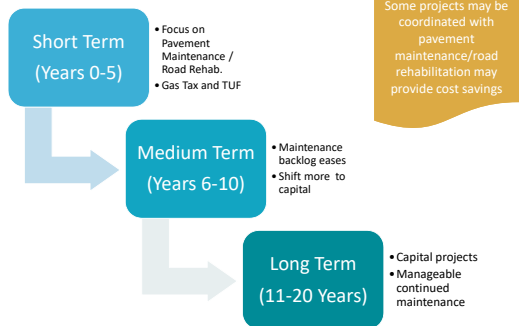 Short Term
(Years 0-5)
• Focus on
Pavement
Maintenance /
Road Rehab.
• Gas Tax and TUF
Some projects may be
coordinated with
pavement
maintenance/road
rehabilitation may
provide cost savings
Medium Term
(Years 6-10)
• Maintenance
backlog eases
• Shift more to
capital
Long Term
(11-20 Years)
• Capital projects
• Manageable
continued
maintenance